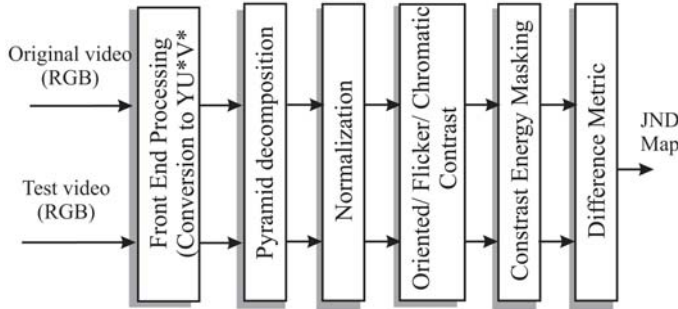 Original video
(RGB)
Test video
(RGB)
Front End Processing
(Conversion to YU*V*
Pyramid decomposition
Normalization
Oriented/ Flicker/ Chromatic
Contrast
Constrast Energy Masking
Difference Metric
JND
Map